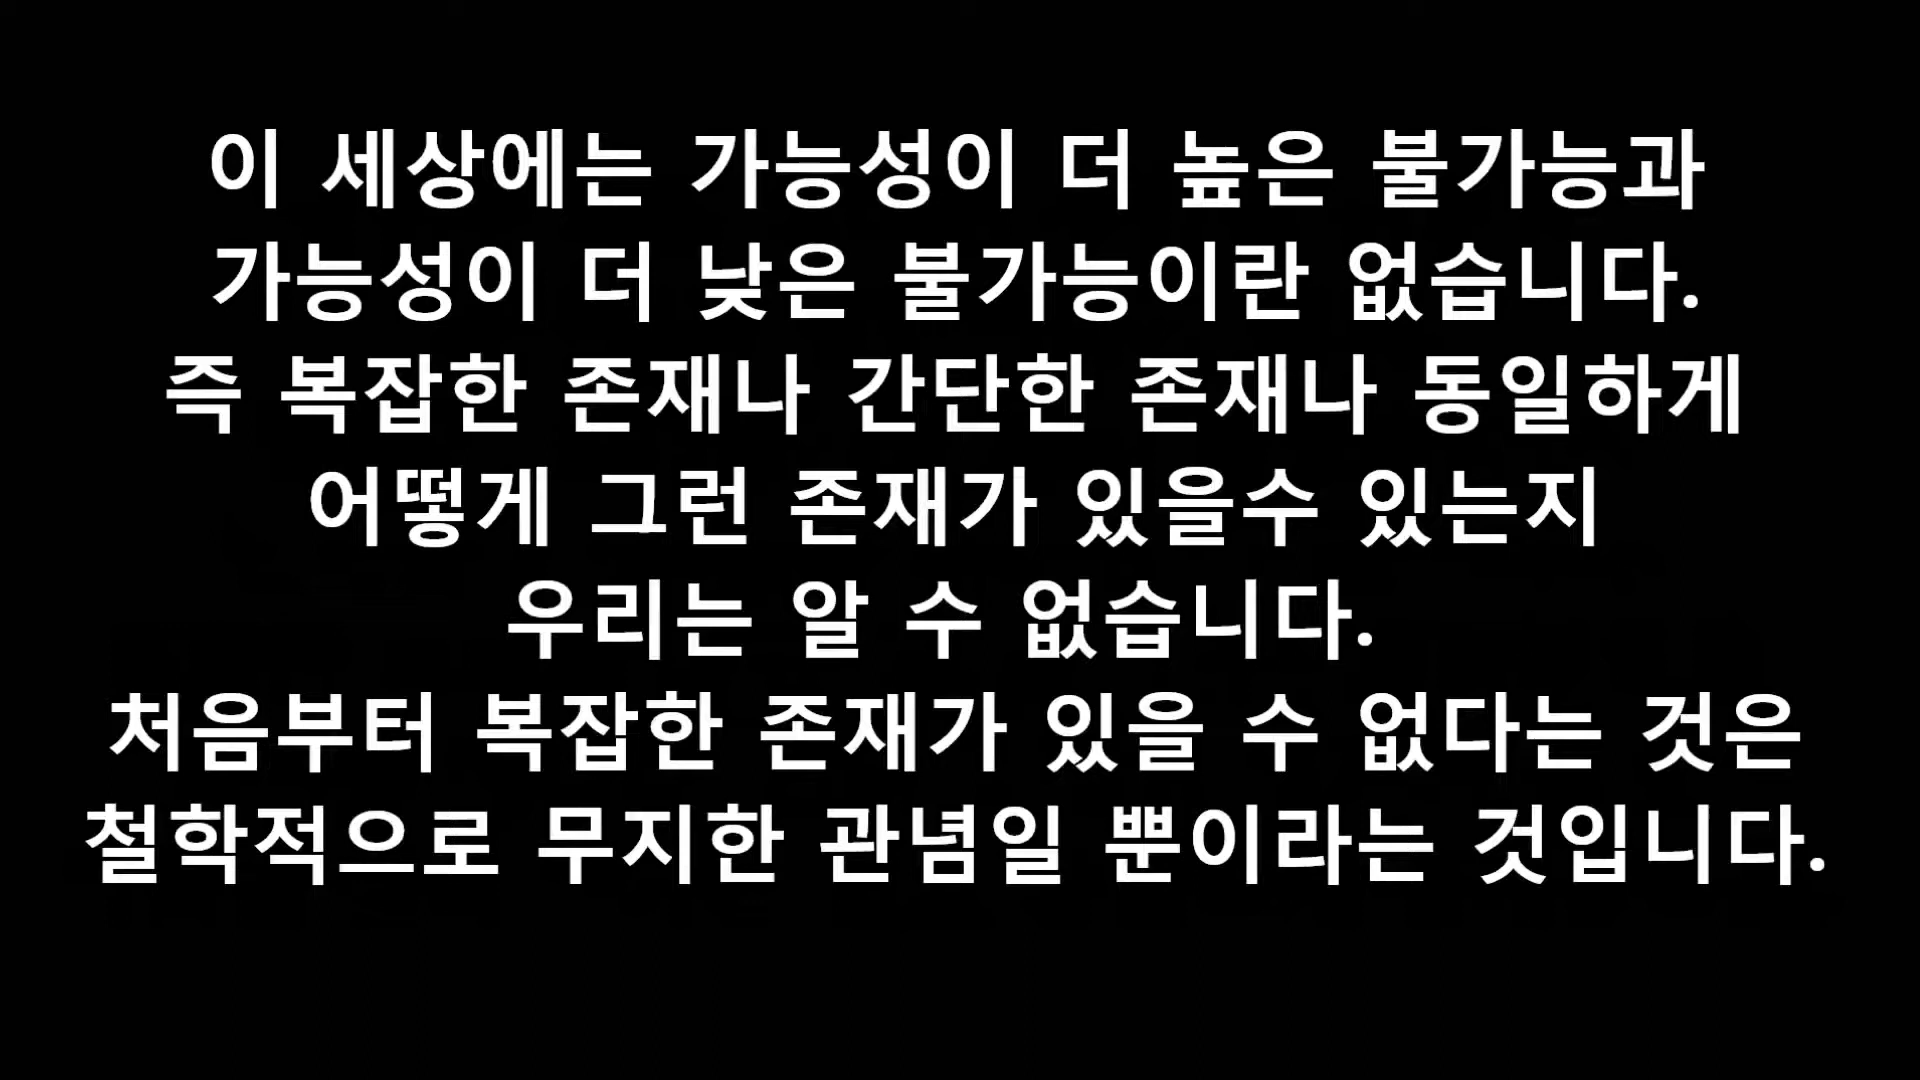 이 세상에는 가능성이 더 높은 불가능과
가능성이 더 낮은 불가능이란 없습니다.
즉 복잡한 존재나 간단한 존재나 동일하게
어떻게 그런 존재가 있을수 있는지
우리는 알 수 없습니다.
처음부터 복잡한 존재가 있을 수 없다는 것은
철학적으로 무지한 관념일 뿐이라는 것입니다.